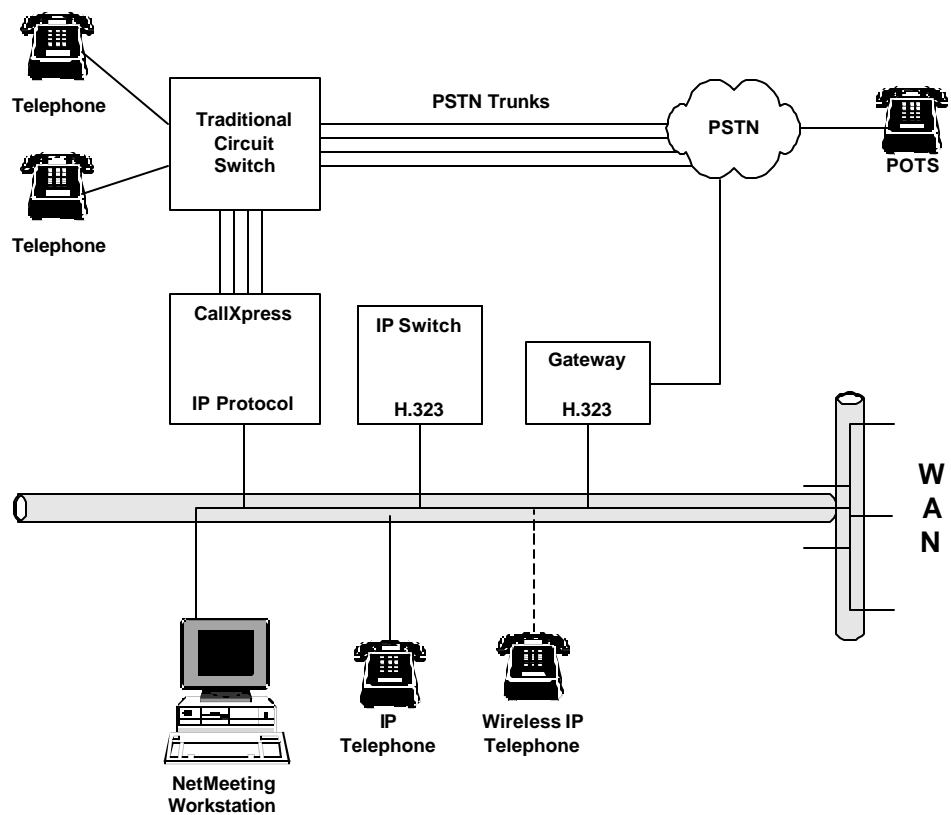 Telephone
Traditional
Circuit
Switch
PSTN Trunks
PSTN
POTS
Telephone
CallXpress
IP Protocol
IP Switch
H.323
Gateway
H.323
W
A
N
NetMeeting
Workstation
IP
Telephone
Wireless IP
Telephone